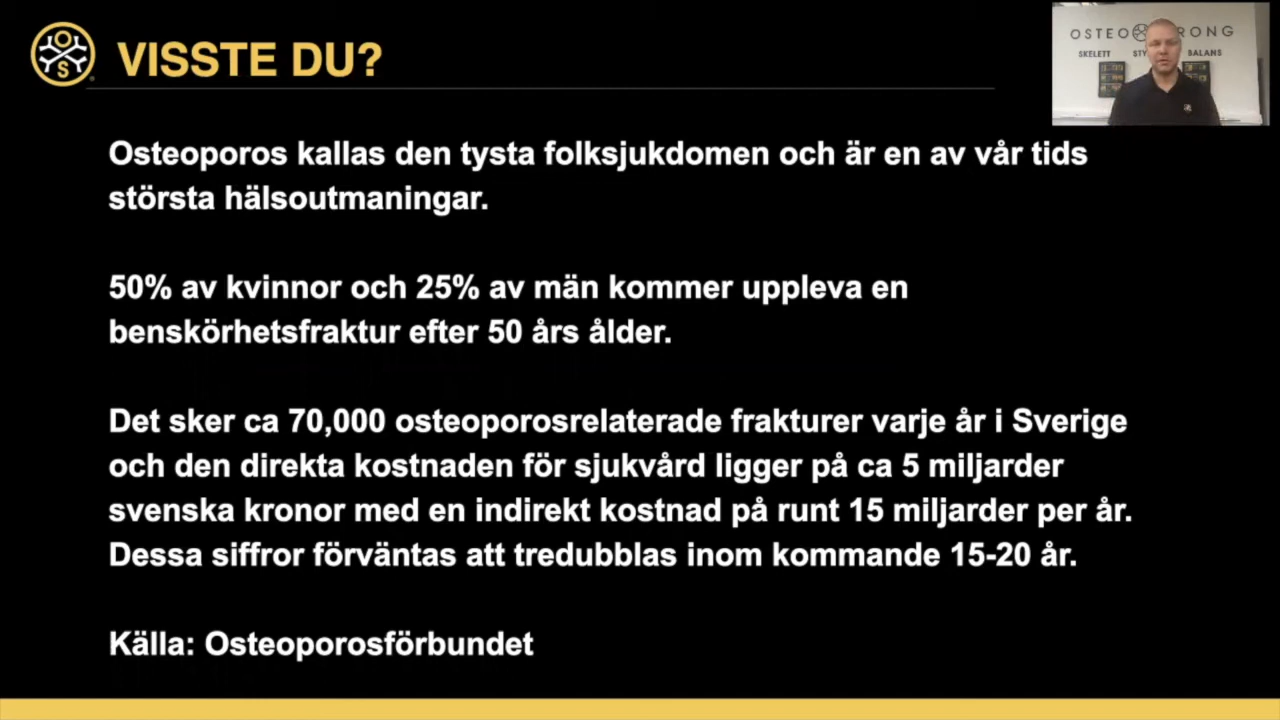 VISSTE DU?
OSTEO RONG
SKELETT STY BALANS
Osteoporos kallas den tysta folksjukdomen och är en av vår tids
största hälsoutmaningar.
50% av kvinnor och 25% av män kommer uppleva en
benskörhetsfraktur efter 50 års ålder.
Det sker ca 70,000 osteoporosrelaterade frakturer varje år i Sverige
och den direkta kostnaden för sjukvård ligger på ca 5 miljarder
svenska kronor med en indirekt kostnad på runt 15 miljarder per år.
Dessa siffror förväntas att tredubblas inom kommande 15-20 år.
Källa: Osteoporosförbundet